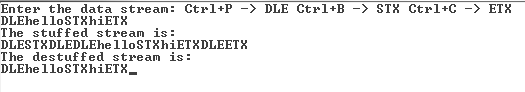 Enter the data stream: Ctrl+P -> DLE Ctrl+B -> STX Ctrl+C -> ETX
DLEhelloSTXhiETX
The stuffed stream is:
DLESTXDLEDLEhelloSTXhiETXDLEETX
The destuffed stream is:
DLEhelloSTXhiETX_